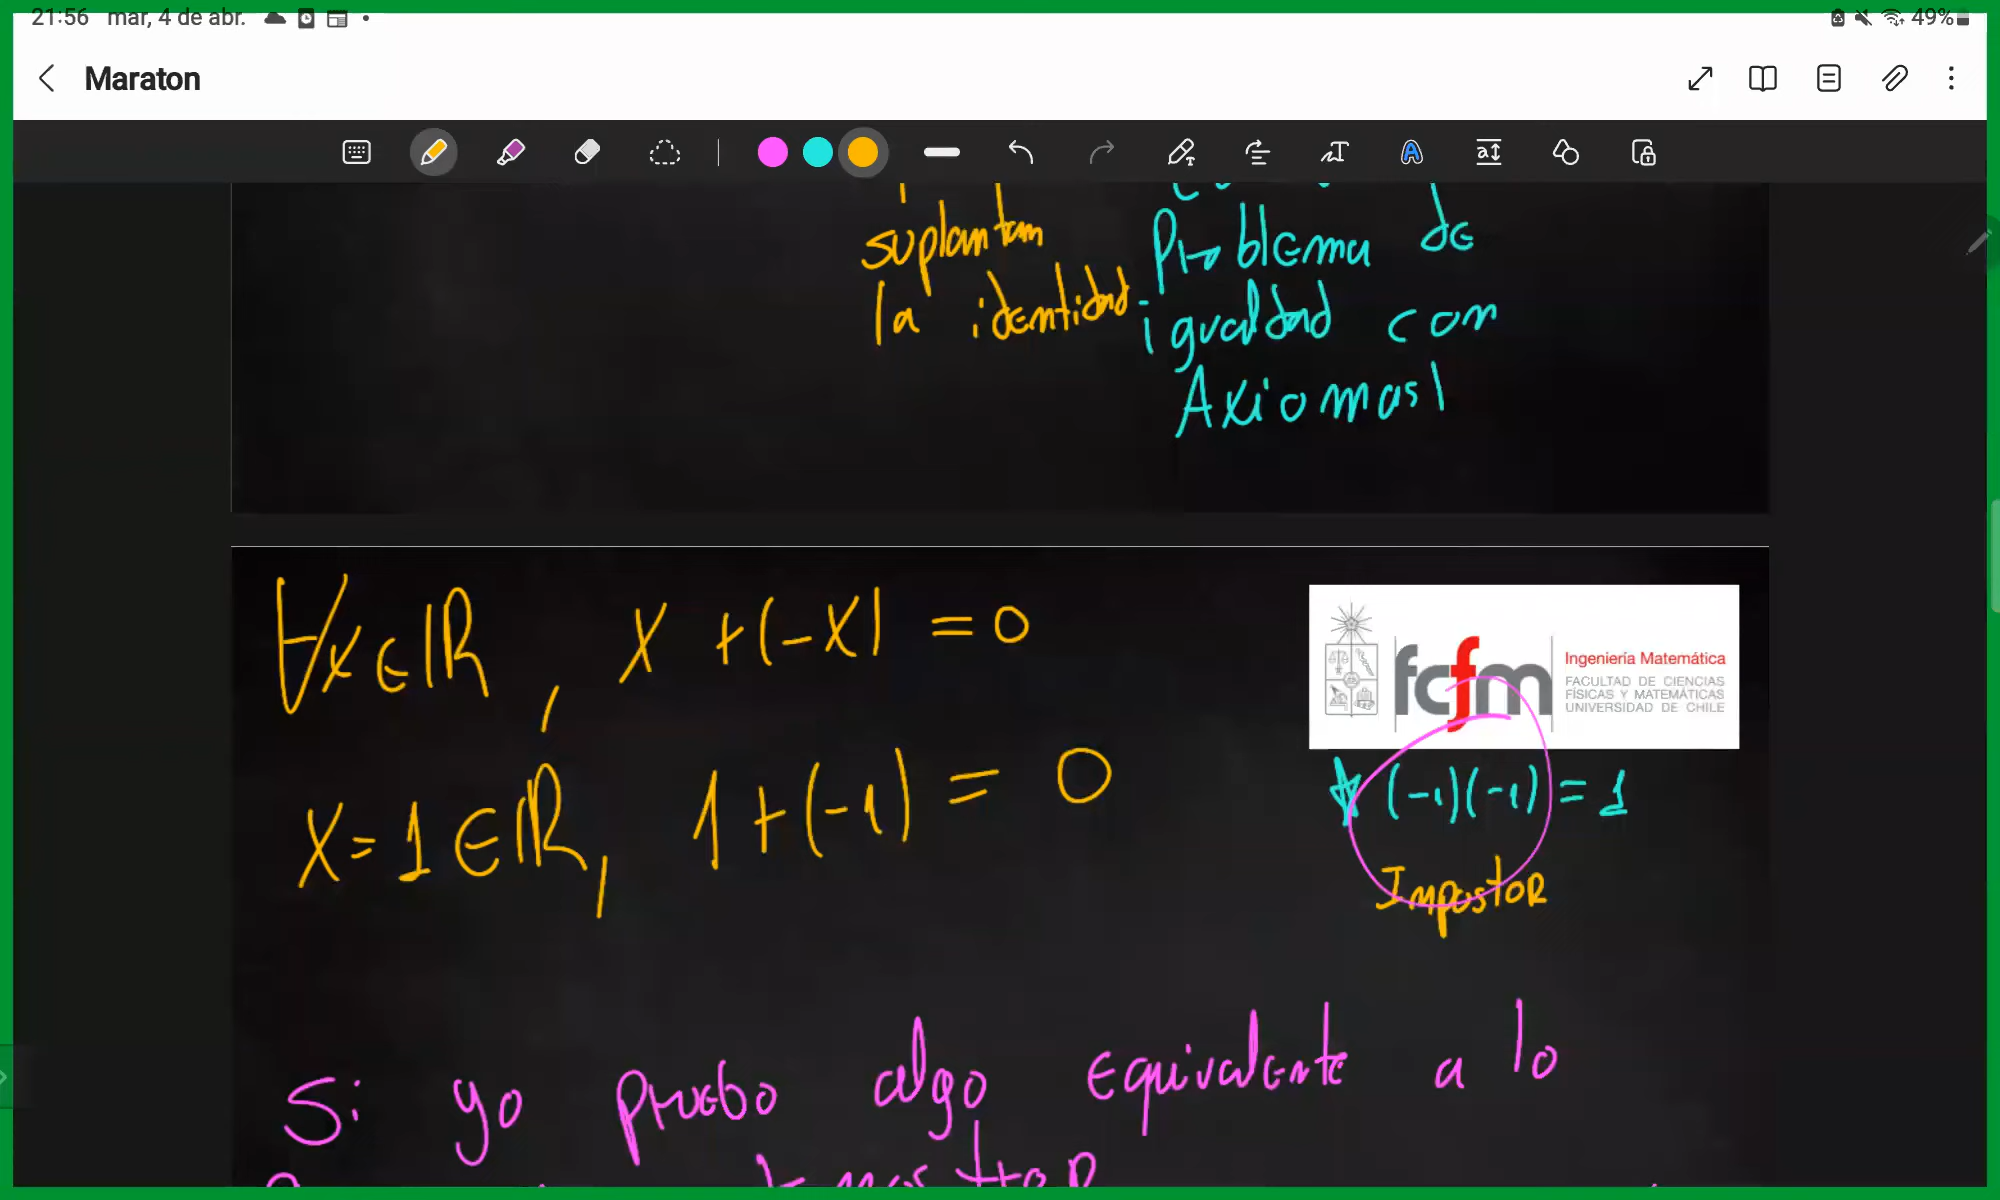 21:56 mar, 4 de abr.
49%
Maraton
suplantan
la identidad
Problema de
igualdad con
Axiomas
∀x∈ℝ, x+(-x)=0
fcfm
Ingeniería Matemática
FACULTAD DE CIENCIAS
FÍSICAS Y MATEMÁTICAS
UNIVERSIDAD DE CHILE
x=1∈ℝ, 1+(-1)=0
(-1)(-1)=1
Impostor
Si yo pruebo algo equivalente a lo